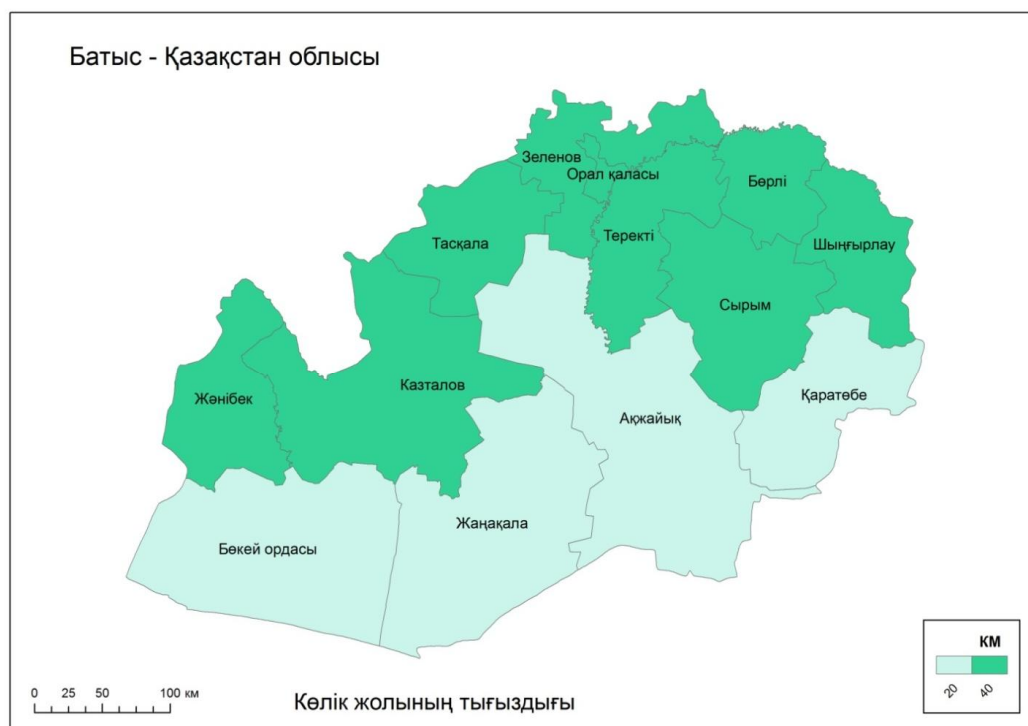 Батыс - Қазақстан облысы
Зеленов
Орал қаласы
Бөрлі
Тасқала
Теректі
Шыңғырлау
Сырым
Жәнібек
Казталов
Қаратөбе
Ақжайық
Жаңақала
Бөкей ордасы
КМ
20
40
0 25 50 100 км
Көлік жолының тығыздығы